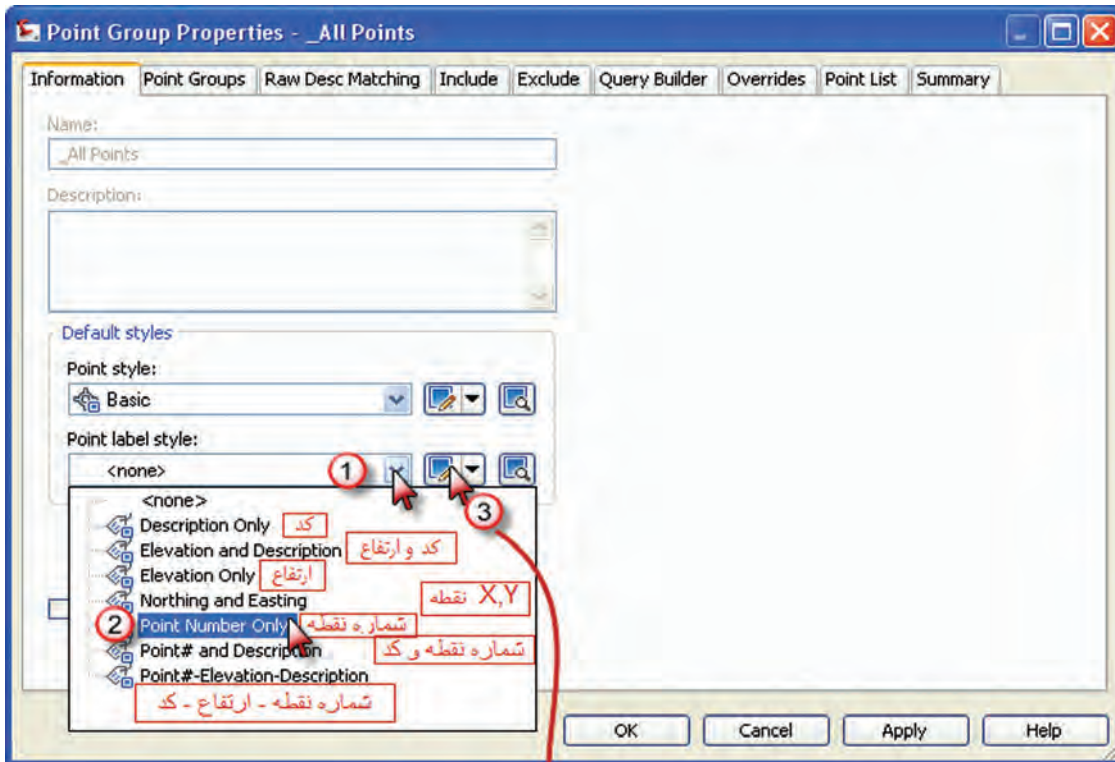 Point Group Properties - _All Points
Information Point Groups Raw Desc Matching Include Exclude Query Builder Overrides Point List Summary
Name:
_All Points
Description:
Default styles
Point style:
Basic
Point label style:
<none> 1
3
<none>
Description Only کد
Elevation and Description کد و ارتفاع
Elevation Only ارتفاع
Northing and Easting X,Y نقطه
2 Point Number Only شماره نقطه
Point# and Description شماره نقطه و کد
Point#-Elevation-Description
شماره نقطه - ارتفاع - کد
OK Cancel Apply Help